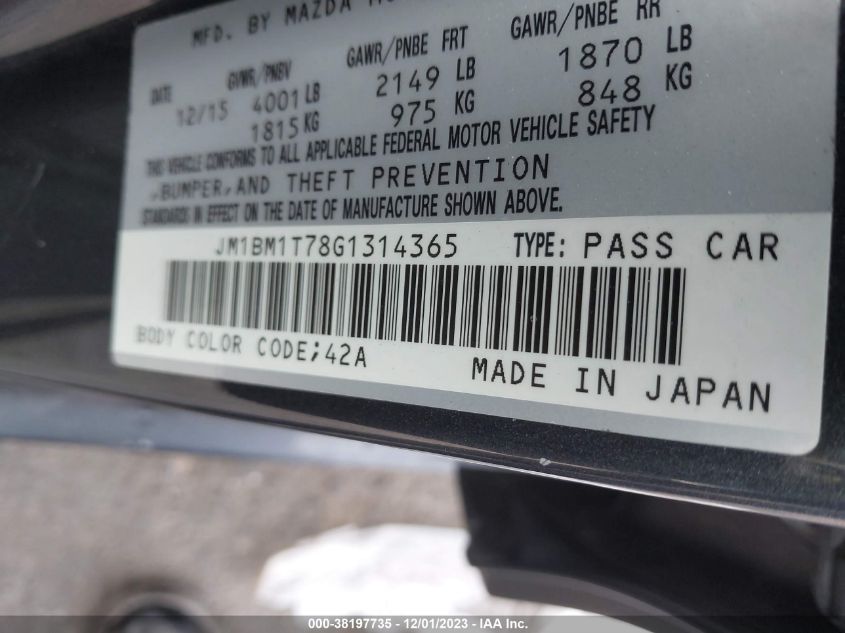 MFD. BY MAZDA
DATE GVWR/PNBV GAWR/PNBE FRT GAWR/PNBE RR
12/15 4001 LB 2149 LB 1870 LB
1815 KG 975 KG 848 KG
THIS VEHICLE CONFORMS TO ALL APPLICABLE FEDERAL MOTOR VEHICLE SAFETY
,BUMPER,AND THEFT PREVENTION
STANDARDS IN EFFECT ON THE DATE OF MANUFACTURE SHOWN ABOVE.
JM1BM1T78G1314365 TYPE: PASS CAR
BODY COLOR CODE;42A
MADE IN JAPAN
000-38197735 - 12/01/2023 - IAA Inc.